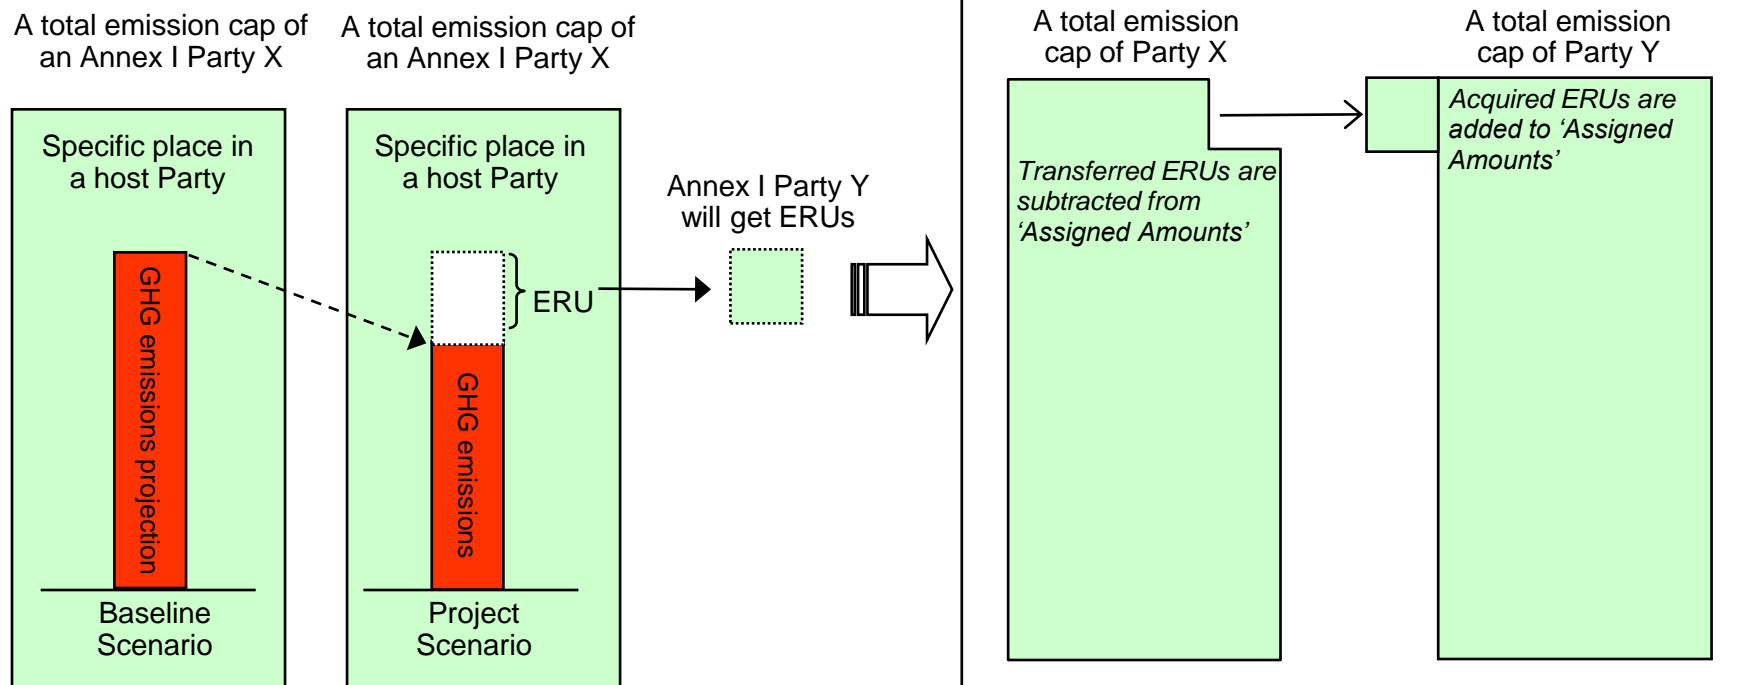 A total emission cap of
an Annex I Party X
Specific place in
a host Party
GHG emissions projection
Baseline
Scenario
A total emission cap of
an Annex I Party X
Specific place in
a host Party
ERU
GHG emissions
Project
Scenario
Annex I Party Y
will get ERUs
A total emission
cap of Party X
Transferred ERUs are
subtracted from
‘Assigned Amounts’
A total emission
cap of Party Y
Acquired ERUs are
added to ‘Assigned
Amounts’